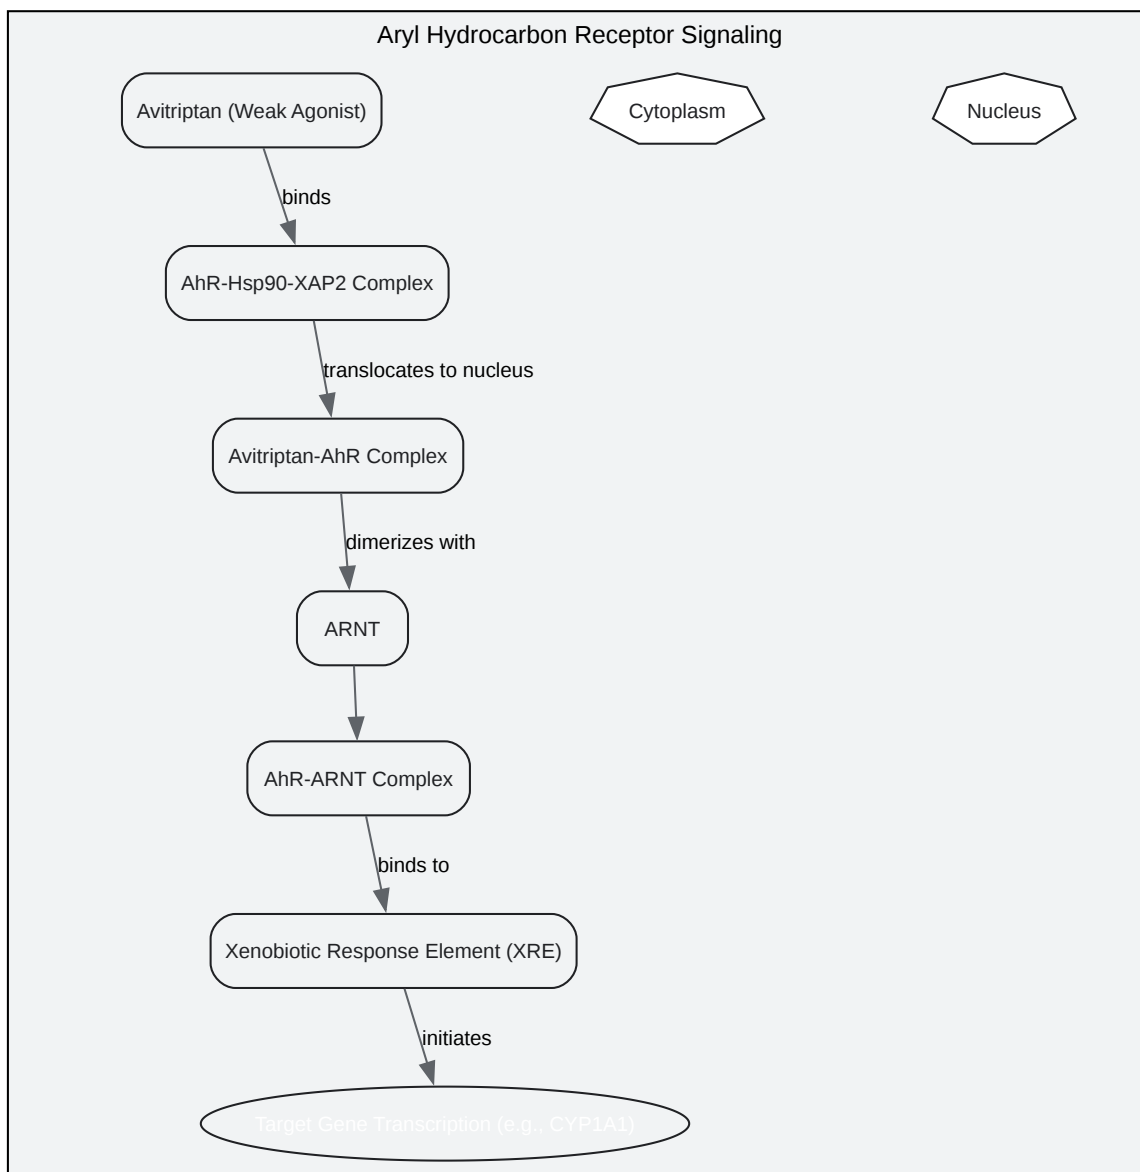 Aryl Hydrocarbon Receptor Signaling
Avitriptan (Weak Agonist)
Cytoplasm
Nucleus
binds
AhR-Hsp90-XAP2 Complex
translocates to nucleus
Avitriptan-AhR Complex
dimerizes with
ARNT
AhR-ARNT Complex
binds to
Xenobiotic Response Element (XRE)
initiates
Target Gene Transcription (e.g., CYP1A1)